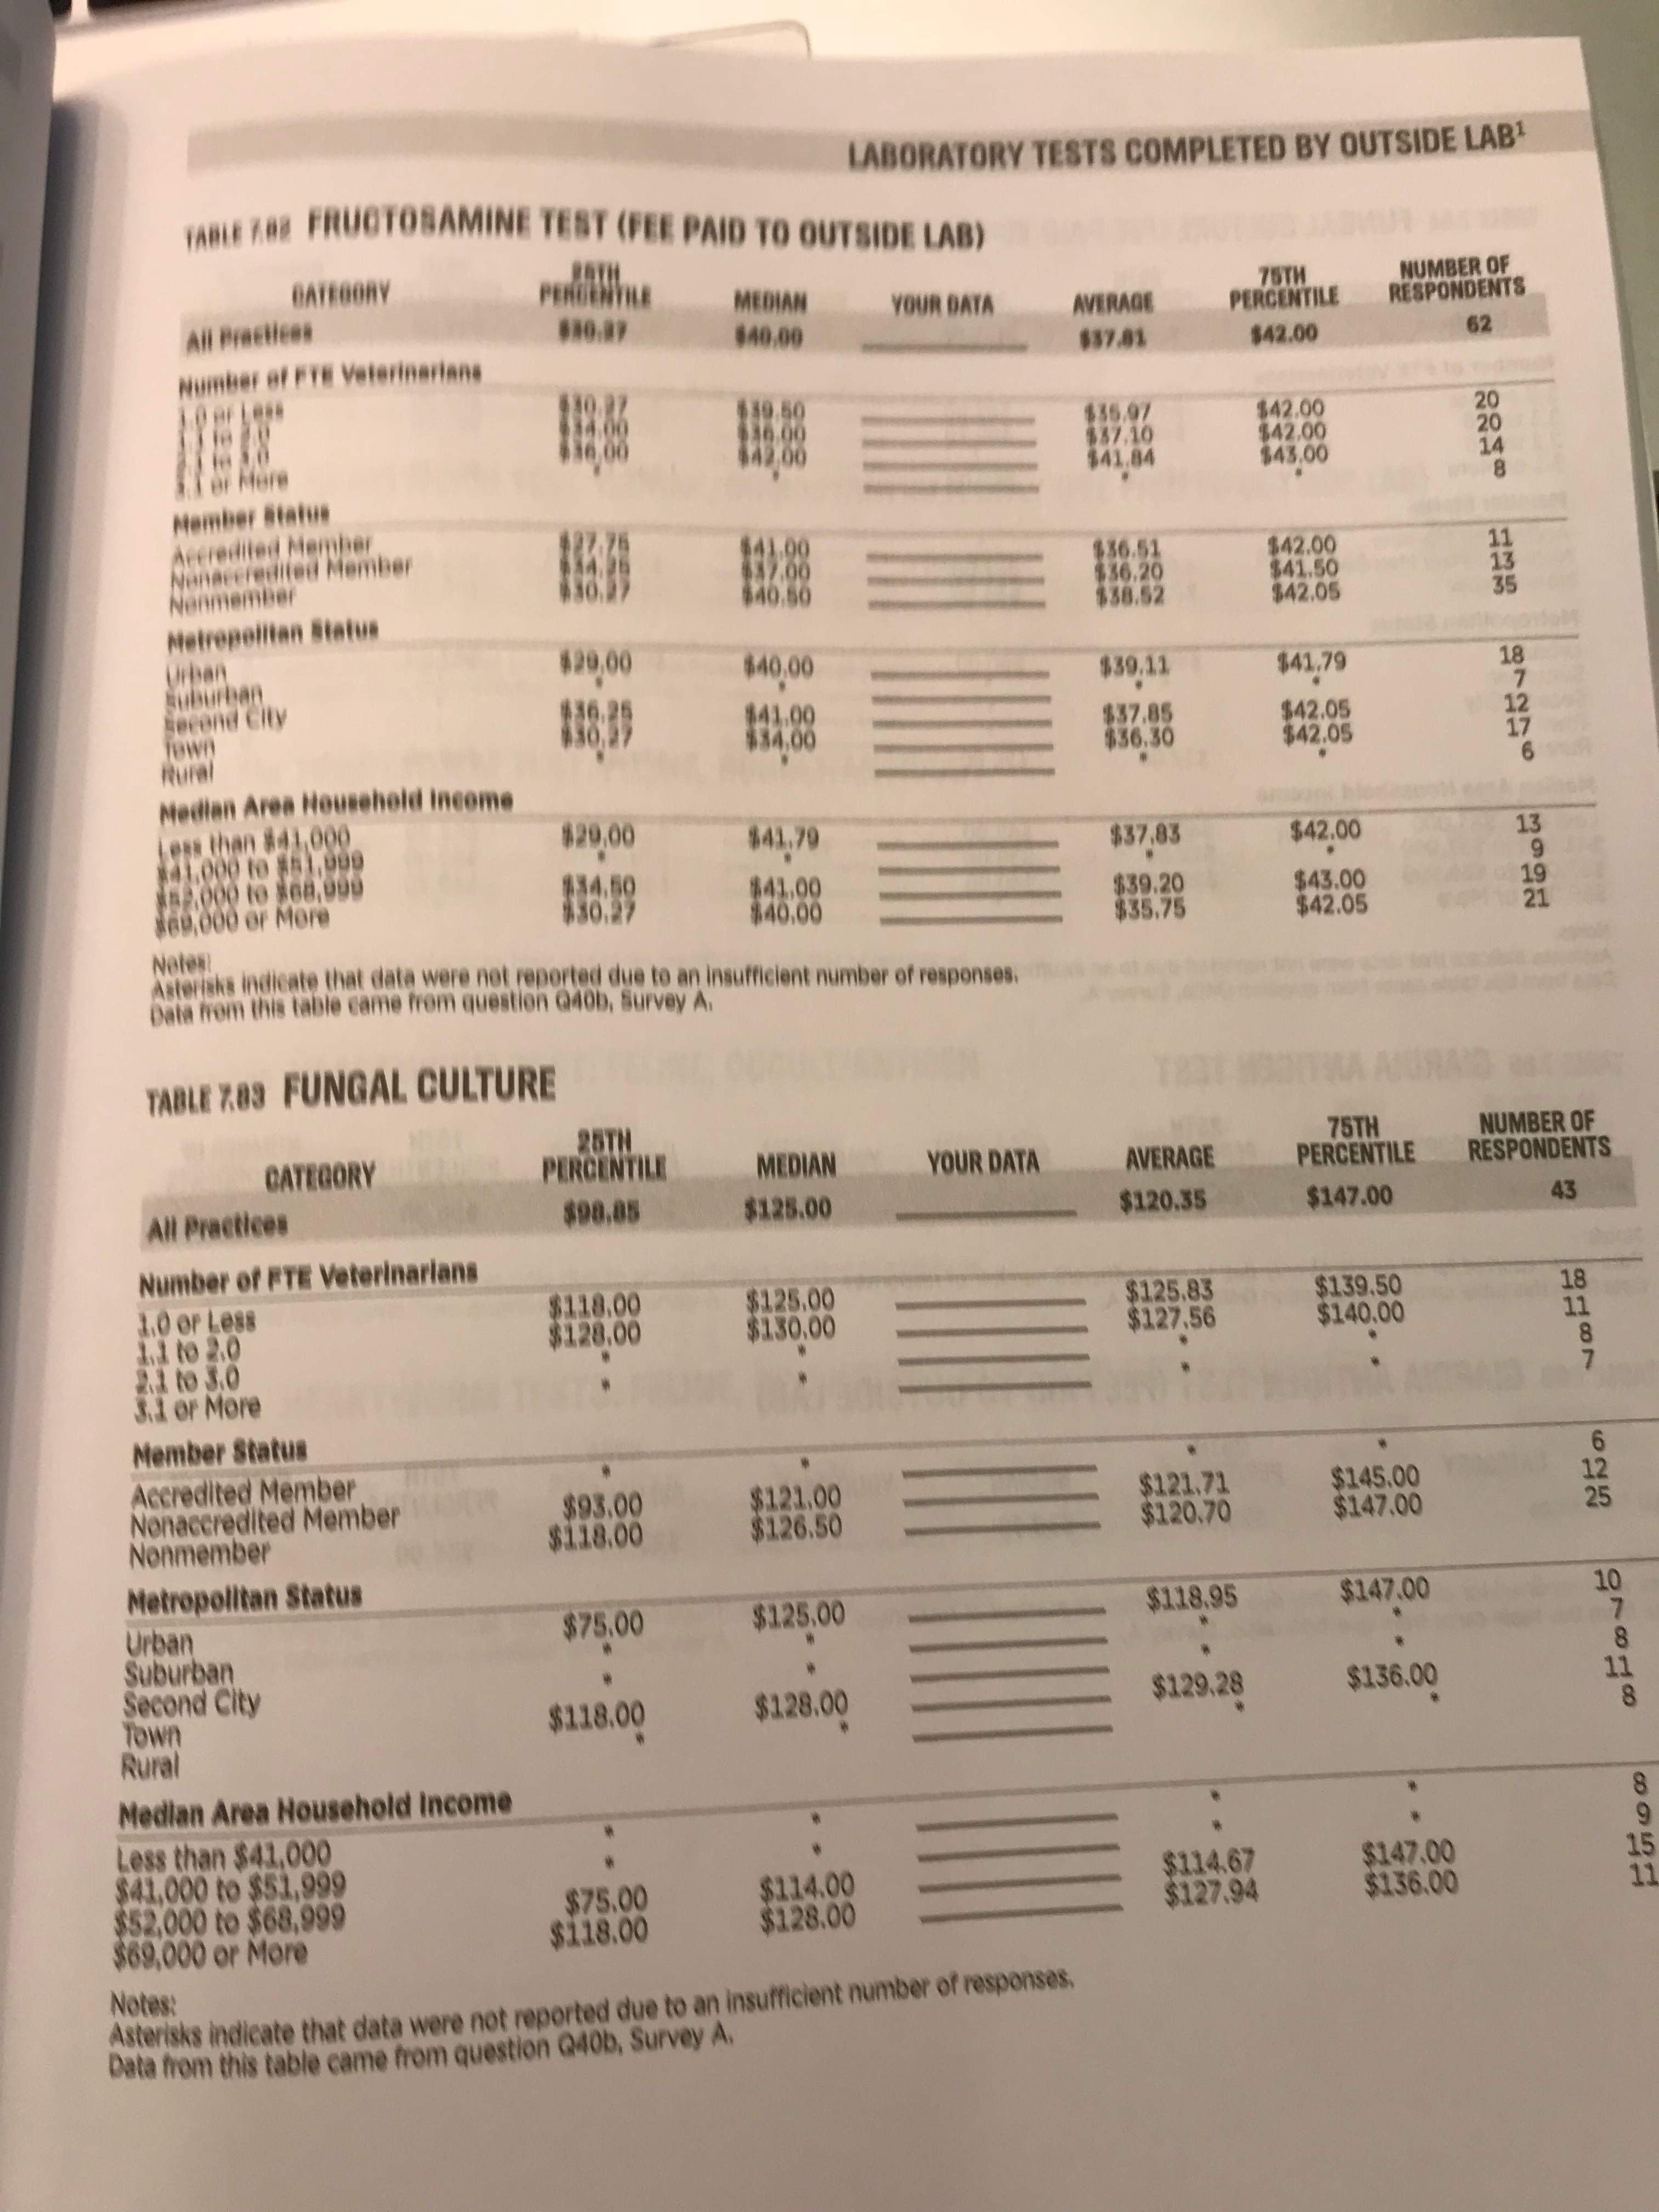 LABORATORY TESTS COMPLETED BY OUTSIDE LAB¹
TABLE 7.82 FRUCTOSAMINE TEST (FEE PAID TO OUTSIDE LAB)
CATEGORY 25TH PERCENTILE MEDIAN YOUR DATA AVERAGE 75TH PERCENTILE NUMBER OF RESPONDENTS
All Practices $30.27 $40.00 $37.81 $42.00 62
Number of FTE Veterinarians
1.0 or Less $30.27 $39.50 $35.97 $42.00 20
1.1 to 2.0 $34.00 $36.00 $37.10 $42.00 20
2.1 to 3.0 $36.00 $42.00 $41.84 $43.00 14
3.1 or More * * * * 8
Member Status
Accredited Member $27.75 $41.00 $36.51 $42.00 11
Nonaccredited Member $34.25 $37.00 $36.20 $41.50 13
Nonmember $30.27 $40.50 $38.52 $42.05 35
Metropolitan Status
Urban $29.00 $40.00 $39.11 $41.79 18
Suburban * * * * 7
Second City $36.25 $41.00 $37.85 $42.05 12
Town $30.27 $34.00 $36.30 $42.05 17
Rural * * * * 6
Median Area Household Income
Less than $41,000 $29.00 $41.79 $37.83 $42.00 13
$41,000 to $51,999 * * * * 9
$52,000 to $68,999 $34.50 $41.00 $39.20 $43.00 19
$69,000 or More $30.27 $40.00 $35.75 $42.05 21
Notes:
Asterisks indicate that data were not reported due to an insufficient number of responses.
Data from this table came from question Q40b, Survey A.
TABLE 7.83 FUNGAL CULTURE
CATEGORY 25TH PERCENTILE MEDIAN YOUR DATA AVERAGE 75TH PERCENTILE NUMBER OF RESPONDENTS
All Practices $98.85 $125.00 $120.35 $147.00 43
Number of FTE Veterinarians
1.0 or Less $118.00 $125.00 $125.83 $139.50 18
1.1 to 2.0 $128.00 $130.00 $127.56 $140.00 11
2.1 to 3.0 * * * * 8
3.1 or More * * * * 7
Member Status
Accredited Member * * * * 6
Nonaccredited Member $93.00 $121.00 $121.71 $145.00 12
Nonmember $118.00 $126.50 $120.70 $147.00 25
Metropolitan Status
Urban $75.00 $125.00 $118.95 $147.00 10
Suburban * * * * 7
Second City * * * * 8
Town $118.00 $128.00 $129.28 $136.00 11
Rural * * * * 8
Median Area Household Income
Less than $41,000 * * * * 8
$41,000 to $51,999 * * * * 9
$52,000 to $68,999 $75.00 $114.00 $114.67 $147.00 15
$69,000 or More $118.00 $128.00 $127.94 $136.00 11
Notes:
Asterisks indicate that data were not reported due to an insufficient number of responses.
Data from this table came from question Q40b, Survey A.